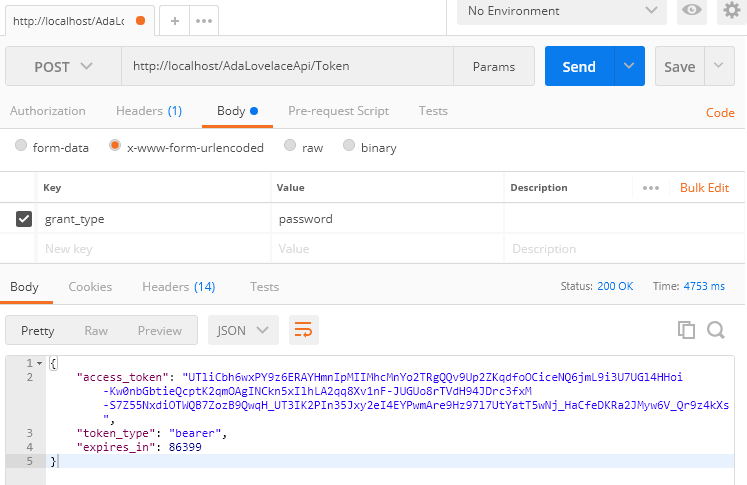 http://localhost/AdaLo
No Environment
POST
http://localhost/AdaLovelaceApi/Token
Params
Send
Save
Authorization
Headers (1)
Body
Pre-request Script
Tests
Code
form-data
x-www-form-urlencoded
raw
binary
Key Value Description
Bulk Edit
grant_type password
New key Value Description
Body Cookies Headers (14) Tests Status: 200 OK Time: 4753 ms
Pretty Raw Preview JSON
1 {
2 "access_token": "UTliCbh6wxPY9z6ERAYHmnIpMIIMhcMnYo2TRgQQv9Up2ZKqdfoOCiceNQ6jmL9i3U7UGl4HHoi
-Kw0nbGbtieQcptK2qmOAgINCkn5xIlhLA2qq8Xv1nF-JUGUo8rTVdH94JDrc3fxM
-S7Z55NxdiOTWQB7ZozB9QwqH_UT3IK2PIn35Jxy2eI4EYPwmAre9Hz97l7UtYatT5wNj_HaCfeDKRa2JMyw6V_Qr9z4kXs
",
3 "token_type": "bearer",
4 "expires_in": 86399
5 }